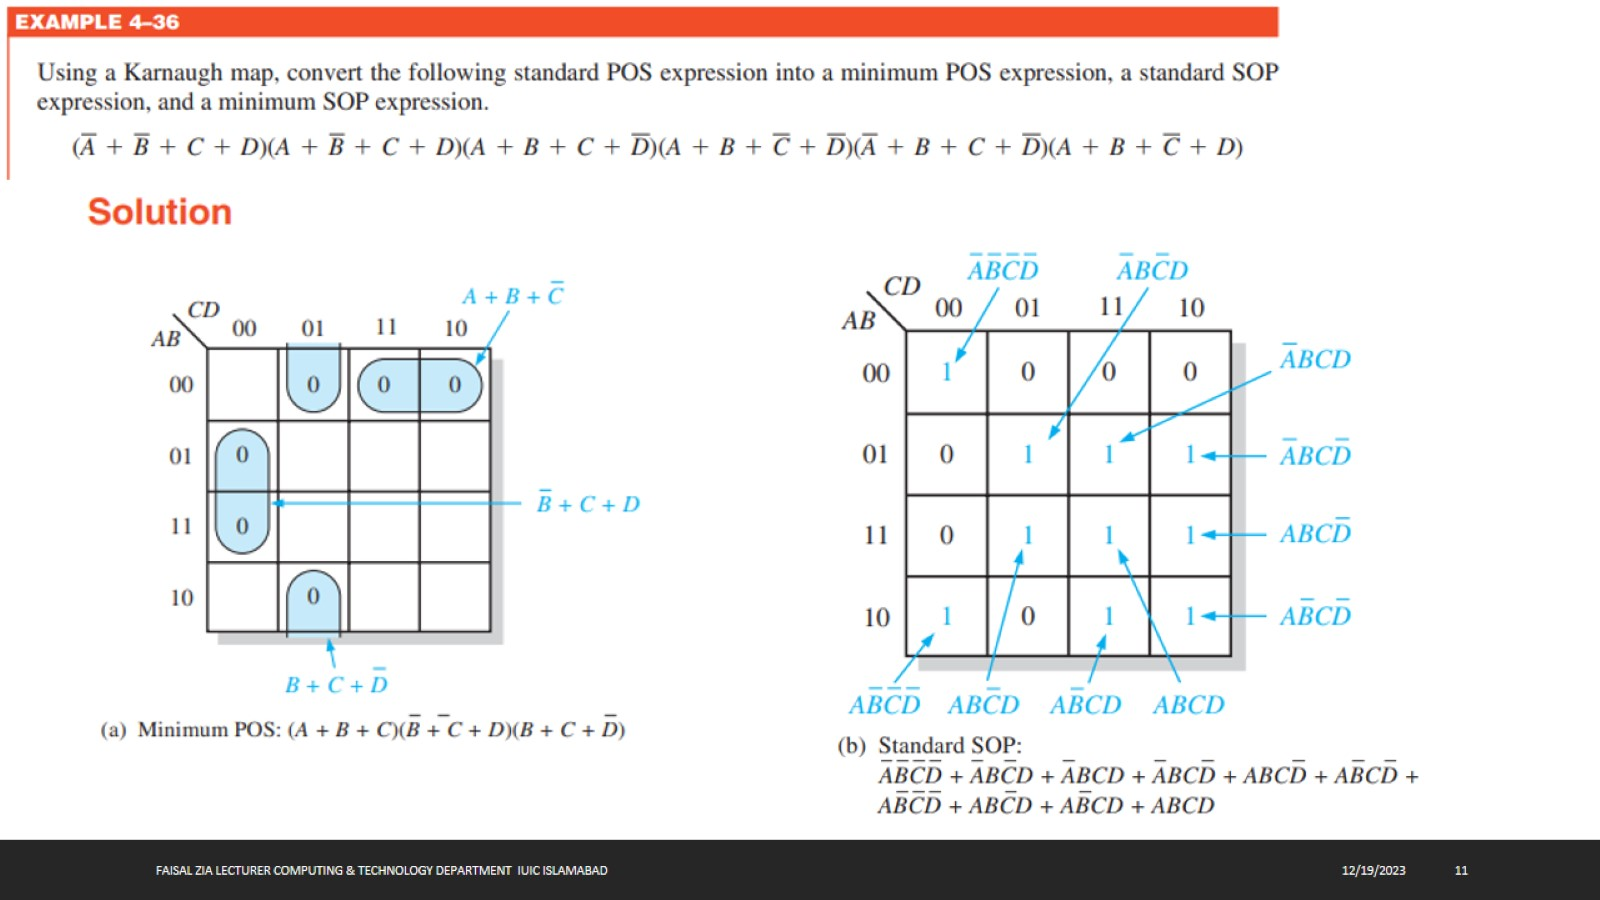 EXAMPLE 4–36
Using a Karnaugh map, convert the following standard POS expression into a minimum POS expression, a standard SOP
expression, and a minimum SOP expression.
(A̅ + B̅ + C + D)(A + B̅ + C + D)(A + B + C + D̅)(A + B + C̅ + D̅)(A̅ + B + C + D̅)(A + B + C̅ + D)
Solution
A + B + C̅
CD
00 01 11 10
AB
00 0 0 0
01 0
B̅ + C + D
11 0
10 0
B + C + D̅
(a) Minimum POS: (A + B + C)(B̅ +̅ C + D)(B + C + D̅)
A̅B̅C̅D̅ A̅BC̅D
CD
00 01 11 10
AB
A̅BCD
00 1 0 0 0
01 0 1 1 1 A̅BCD̅
11 0 1 1 1 ABCD̅
10 1 0 1 1 AB̅CD̅
AB̅C̅D̅ ABC̅D AB̅CD ABCD
(b) Standard SOP:
A̅B̅C̅D̅ + A̅BC̅D + A̅BCD + A̅BCD̅ + ABCD̅ + AB̅CD̅ +
AB̅C̅D̅ + ABC̅D + AB̅CD + ABCD
FAISAL ZIA LECTURER COMPUTING & TECHNOLOGY DEPARTMENT IUIC ISLAMABAD 12/19/2023 11